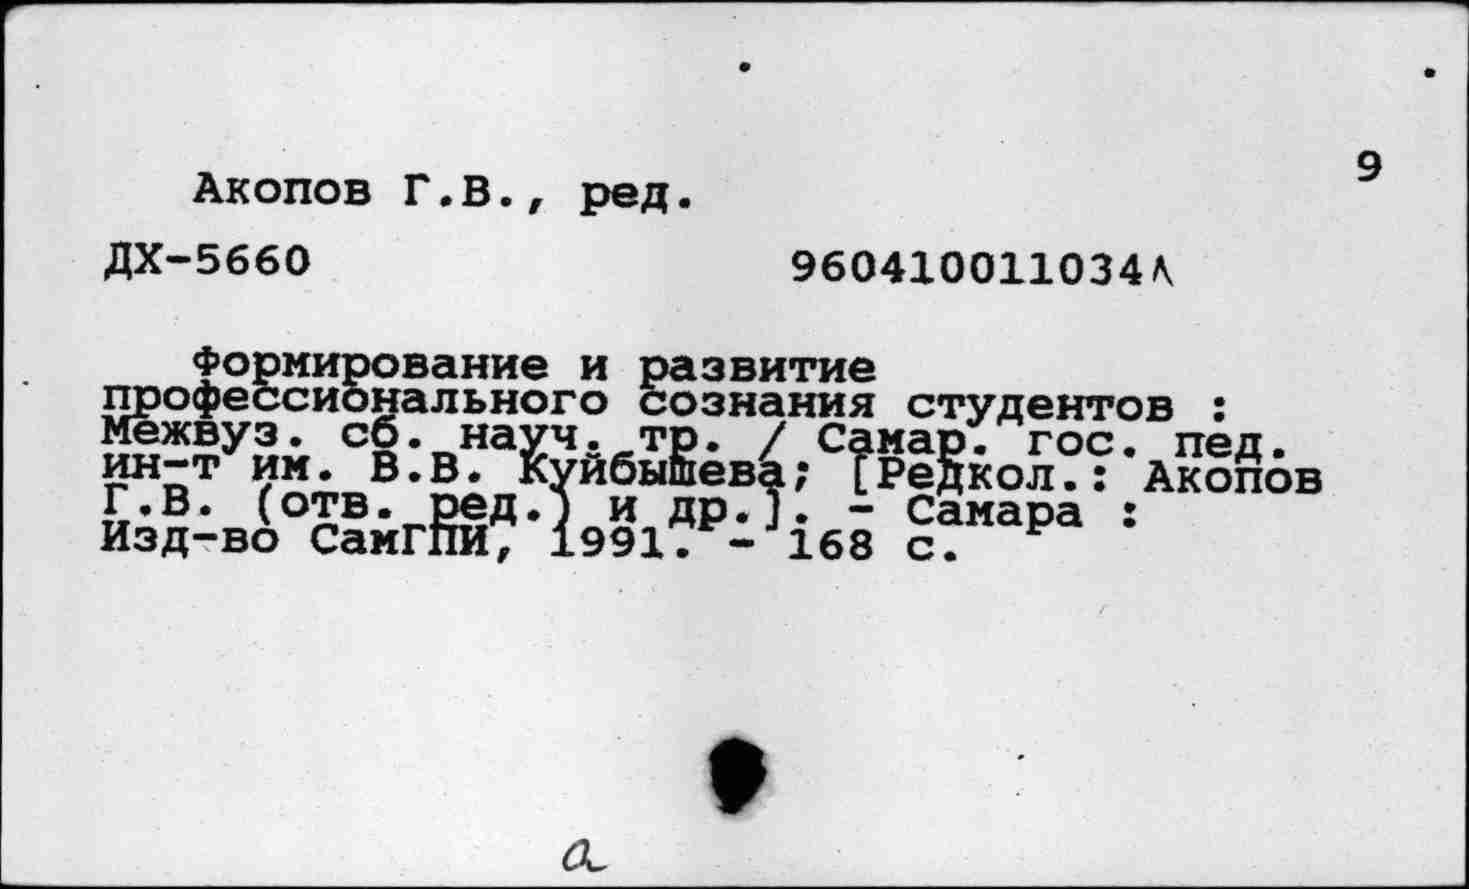 9
Акопов Г.В., ред.
ДХ-5660 960410011034Л
Формирование и развитие
профессионального сознания студентов :
Межвуз. сб. науч. тр. / Самар. гос. пед.
ин-т им. В.В. Куйбышева; [Редкол.: Акопов
Г.В. (отв. ред.) и др.]. - Самара :
Изд-во СамГПИ, 1991. - 168 с.
а